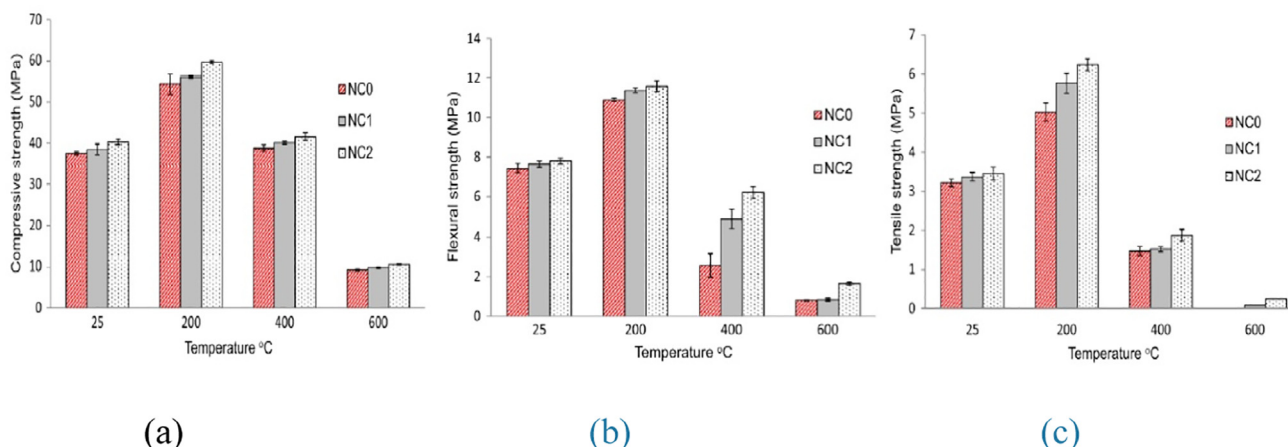 Compressive strength (MPa)
70
60
50
40
30
20
10
0
25 200 400 600
Temperature °C
NC0
NC1
NC2
(a)
Flexural strength (MPa)
14
12
10
8
6
4
2
0
25 200 400 600
Temperature °C
NC0
NC1
NC2
(b)
Tensile strength (MPa)
7
6
5
4
3
2
1
0
25 200 400 600
Temperature °C
NC0
NC1
NC2
(c)